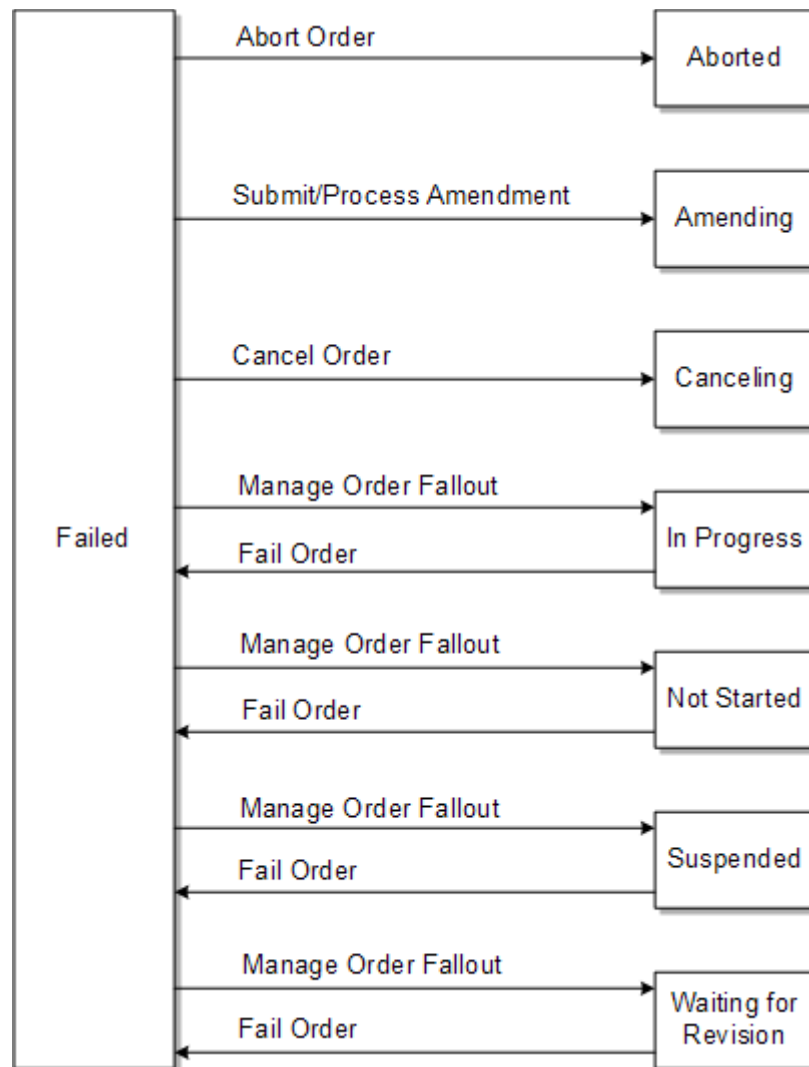 Abort Order
Aborted
Submit/Process Amendment
Amending
Cancel Order
Canceling
Manage Order Fallout
Failed
In Progress
Fail Order
Manage Order Fallout
Not Started
Fail Order
Manage Order Fallout
Suspended
Fail Order
Manage Order Fallout
Waiting for
Revision
Fail Order